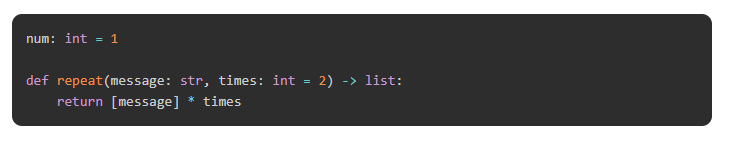 num: int = 1
def repeat(message: str, times: int = 2) -> list:
    return [message] * times